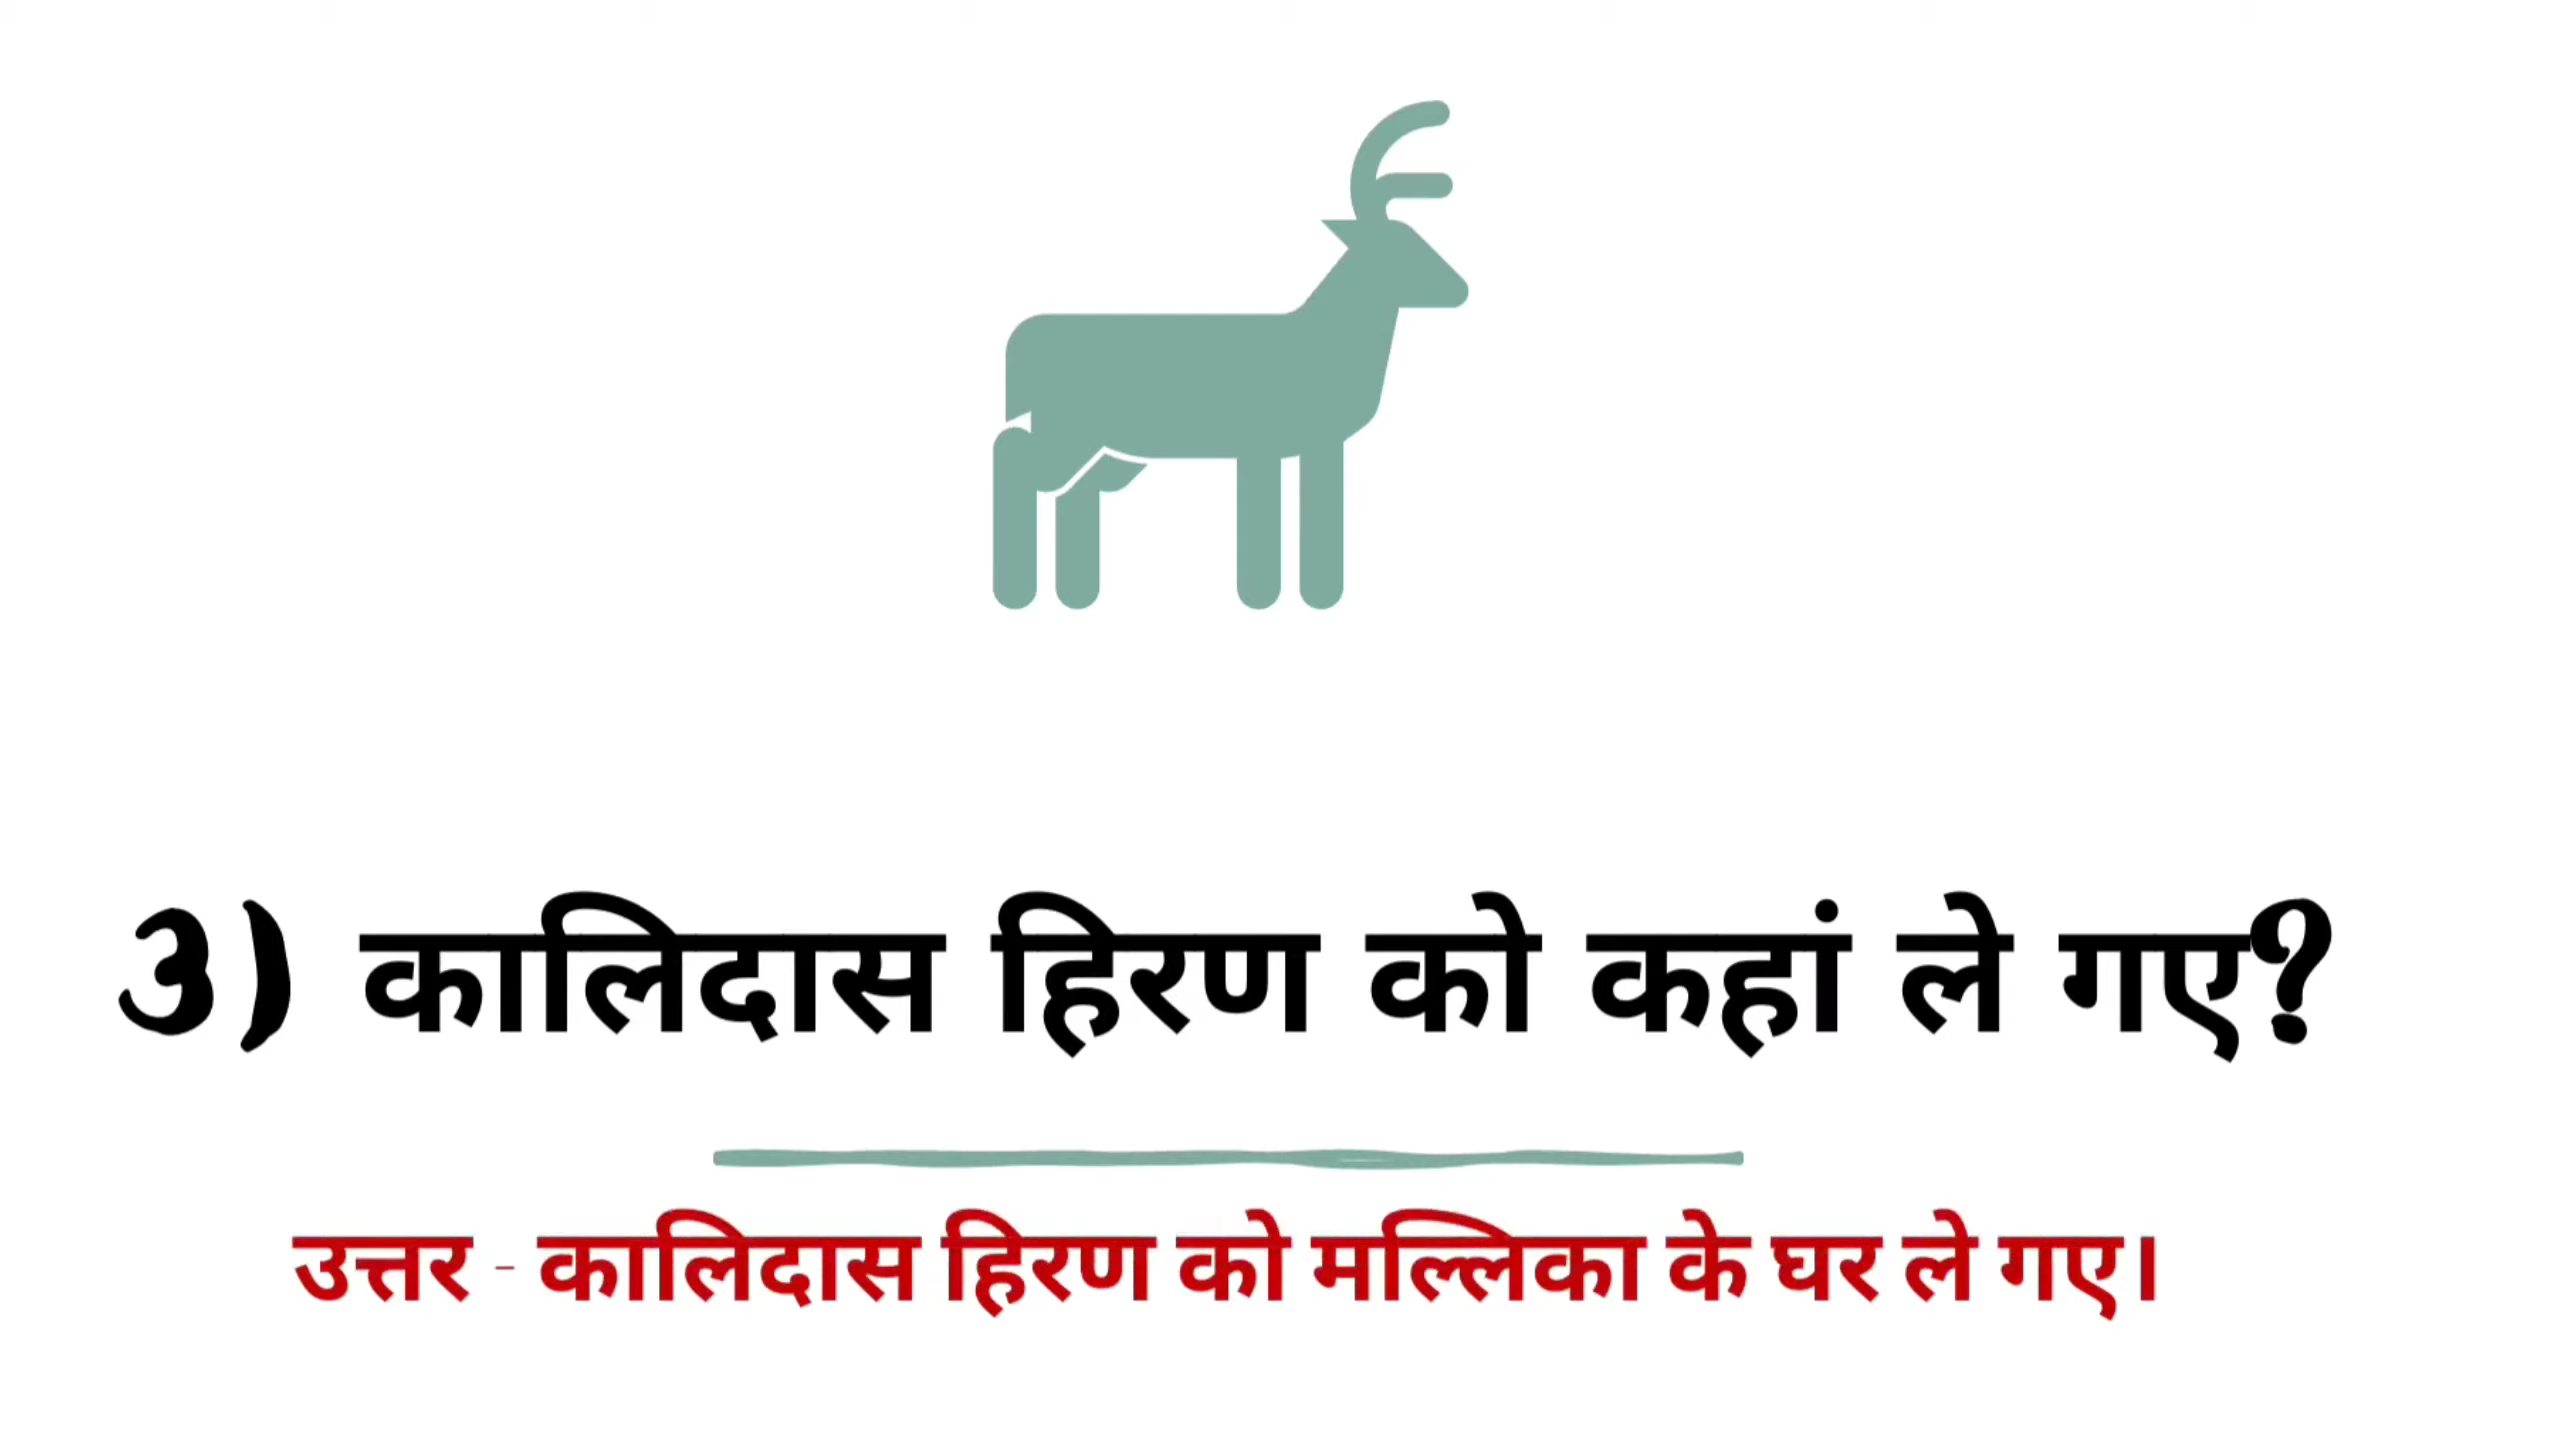 3) कालिदास हिरण को कहां ले गए?
उत्तर - कालिदास हिरण को मल्लिका के घर ले गए।